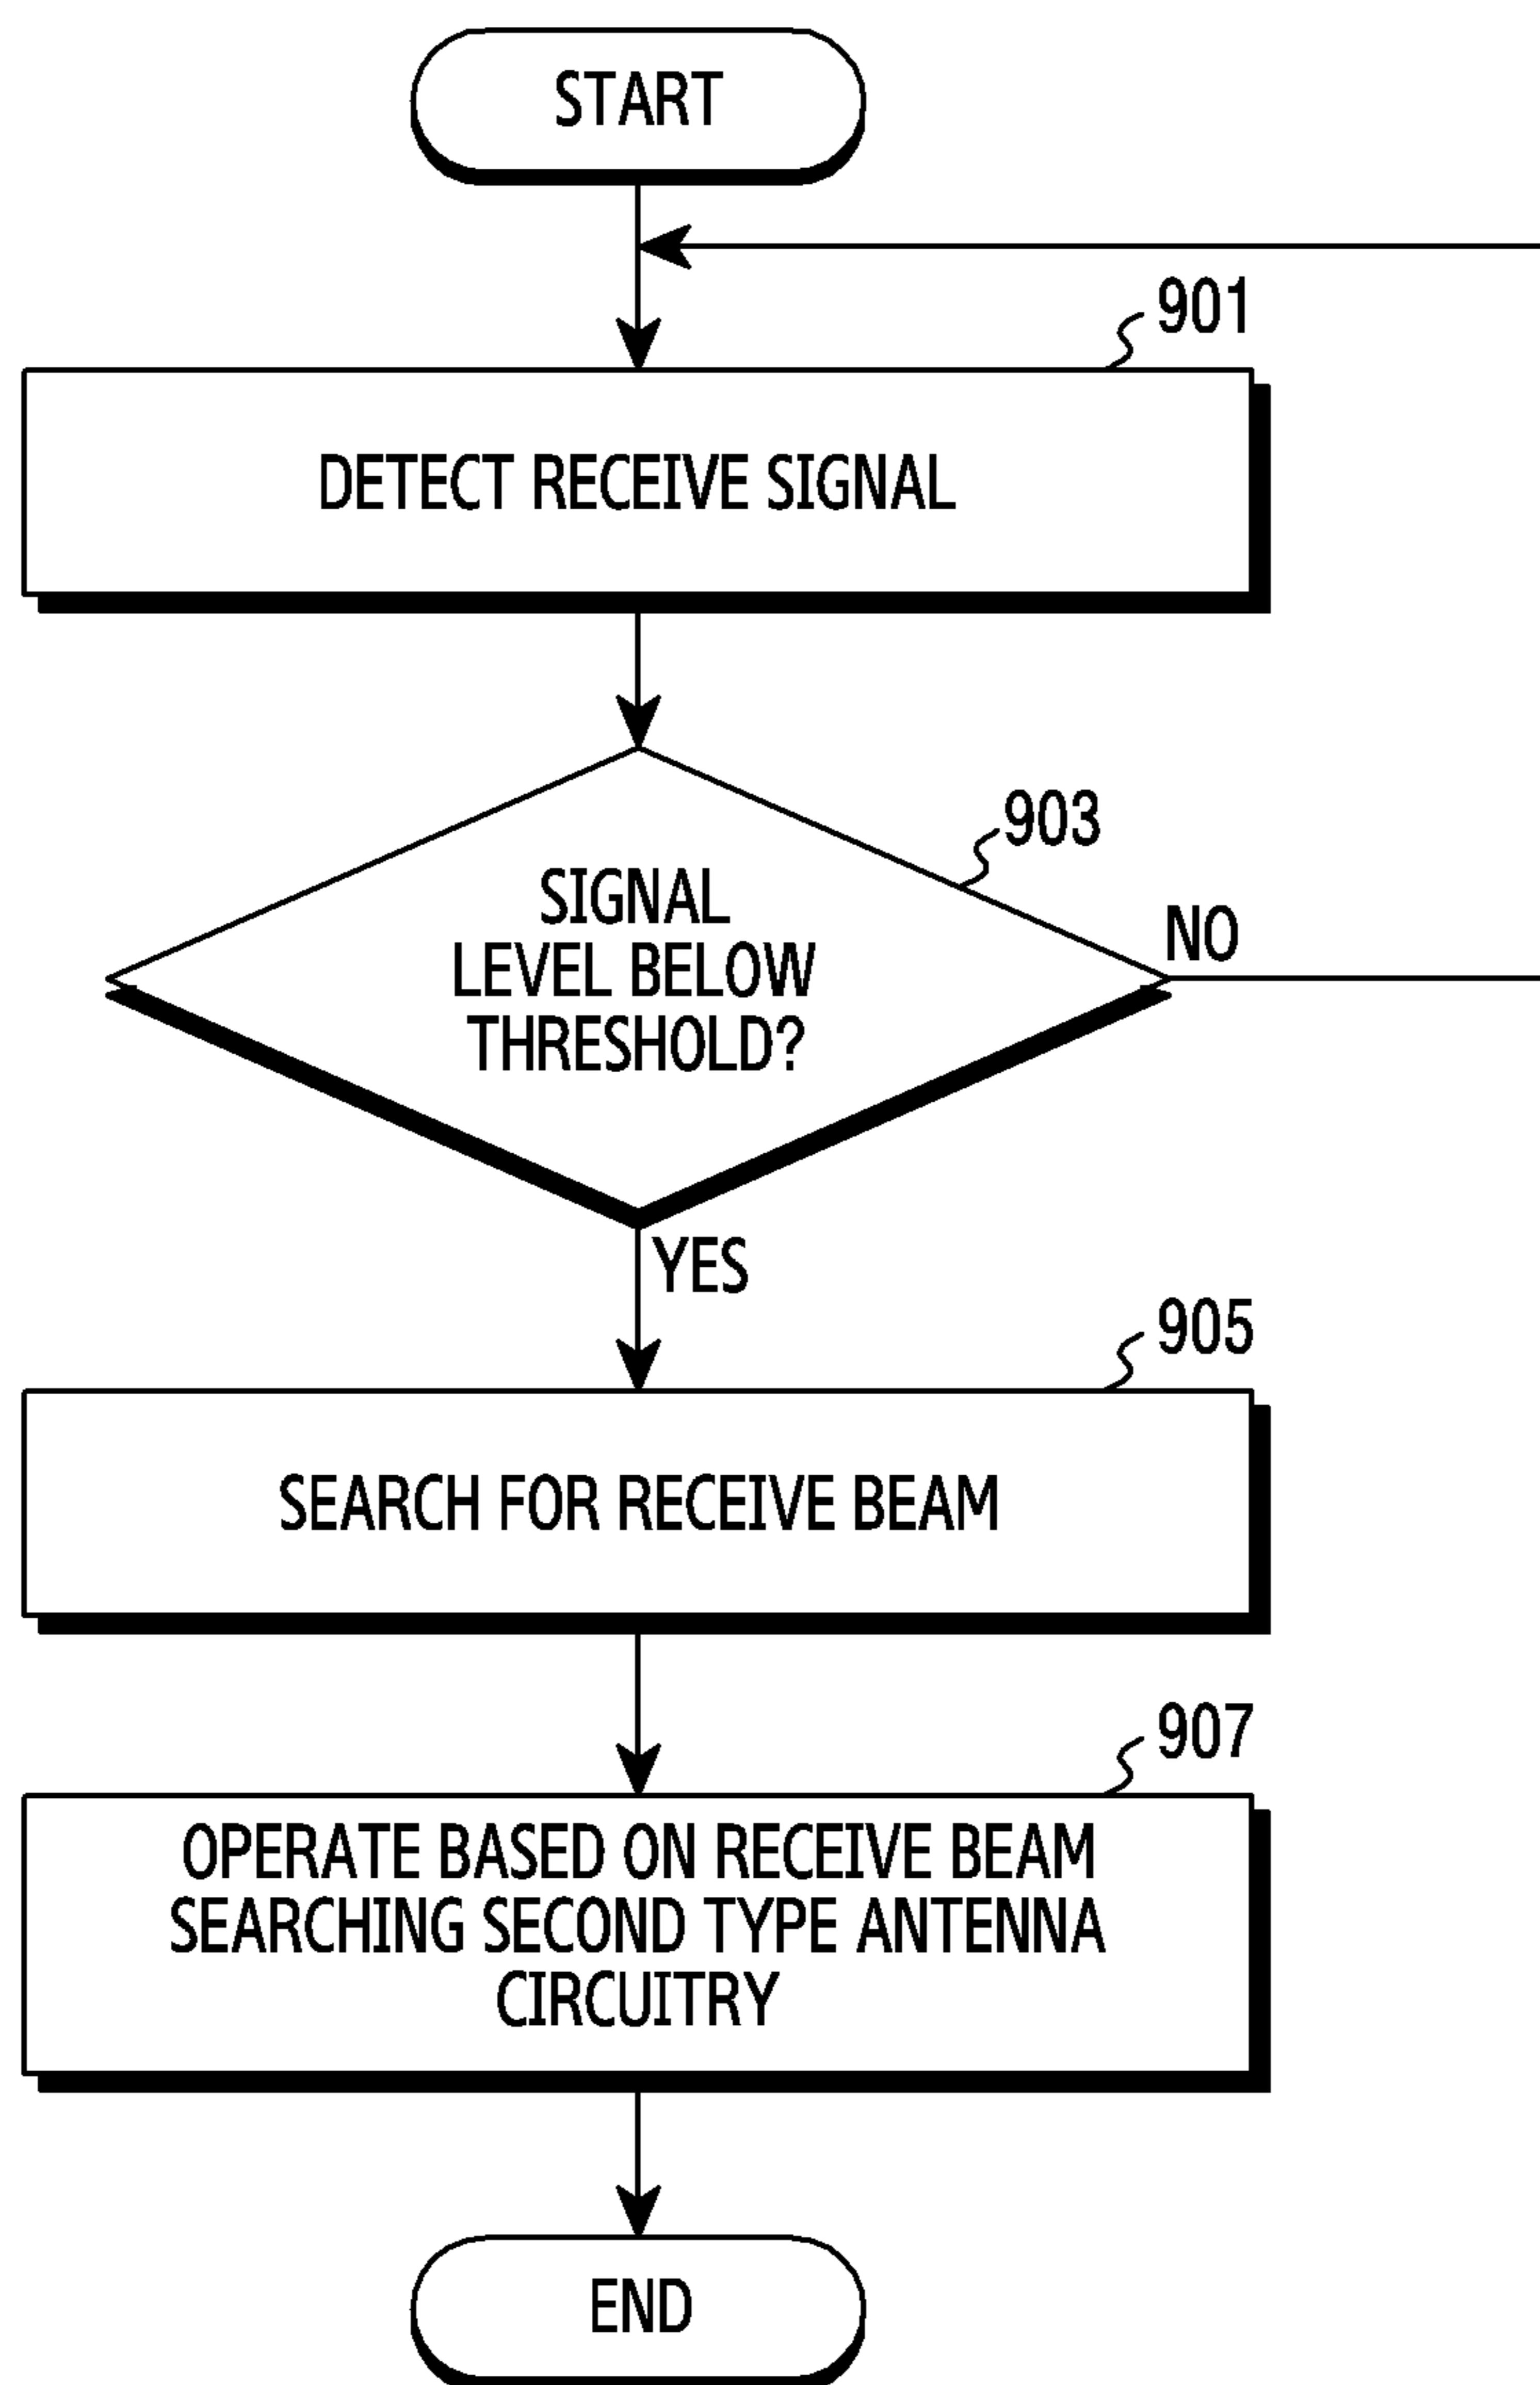 START
901
DETECT RECEIVE SIGNAL
903
SIGNAL
LEVEL BELOW
THRESHOLD?
NO
YES
905
SEARCH FOR RECEIVE BEAM
907
OPERATE BASED ON RECEIVE BEAM
SEARCHING SECOND TYPE ANTENNA
CIRCUITRY
END